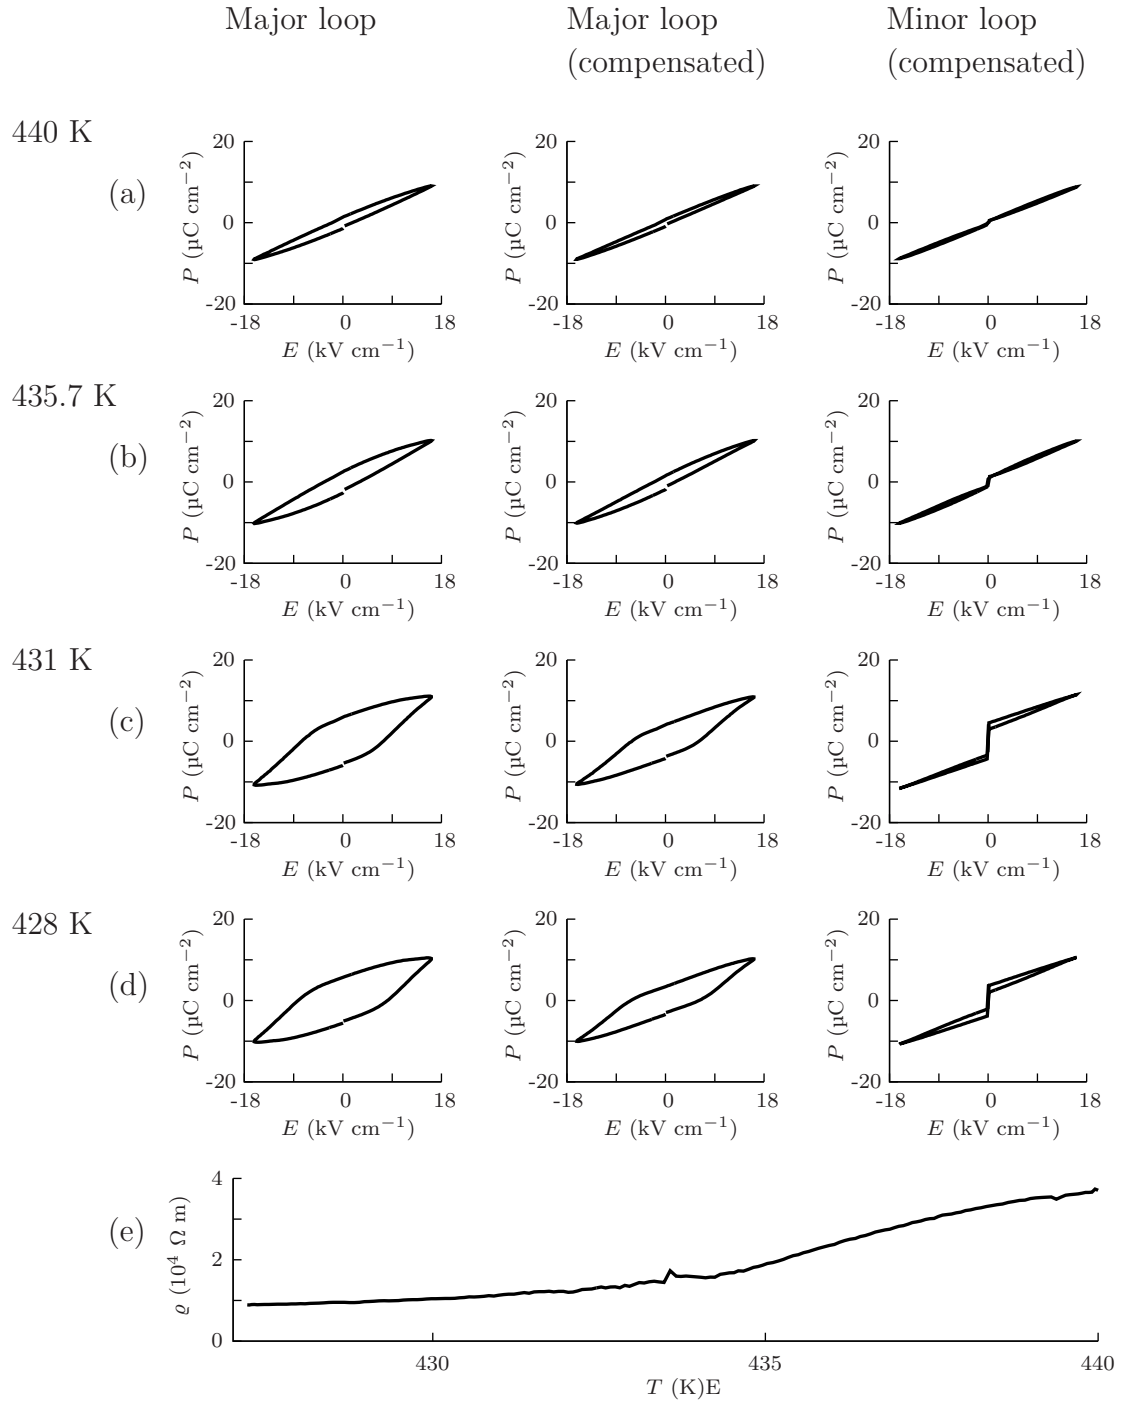 Major loop Major loop Minor loop
(compensated) (compensated)
440 K
(a)
20 0 -20 P (µC cm−2) -18 0 18 E (kV cm−1)
20 0 -20 P (µC cm−2) -18 0 18 E (kV cm−1)
20 0 -20 P (µC cm−2) -18 0 18 E (kV cm−1)
435.7 K
(b)
20 0 -20 P (µC cm−2) -18 0 18 E (kV cm−1)
20 0 -20 P (µC cm−2) -18 0 18 E (kV cm−1)
20 0 -20 P (µC cm−2) -18 0 18 E (kV cm−1)
431 K
(c)
20 0 -20 P (µC cm−2) -18 0 18 E (kV cm−1)
20 0 -20 P (µC cm−2) -18 0 18 E (kV cm−1)
20 0 -20 P (µC cm−2) -18 0 18 E (kV cm−1)
428 K
(d)
20 0 -20 P (µC cm−2) -18 0 18 E (kV cm−1)
20 0 -20 P (µC cm−2) -18 0 18 E (kV cm−1)
20 0 -20 P (µC cm−2) -18 0 18 E (kV cm−1)
(e)
4 2 0 ϱ (10⁴ Ω m)
430 435 440
T (K)E